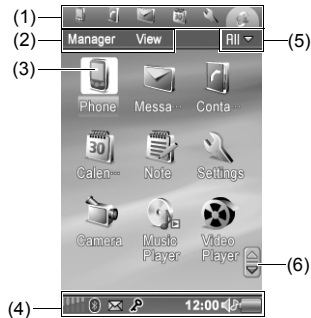 (1)
(2) Manager View All (5)
(3)
Phone Messa··· Conta···
30
Calen··· Note Settings
Camera Music Player Video Player
(6)
(4) 12:00